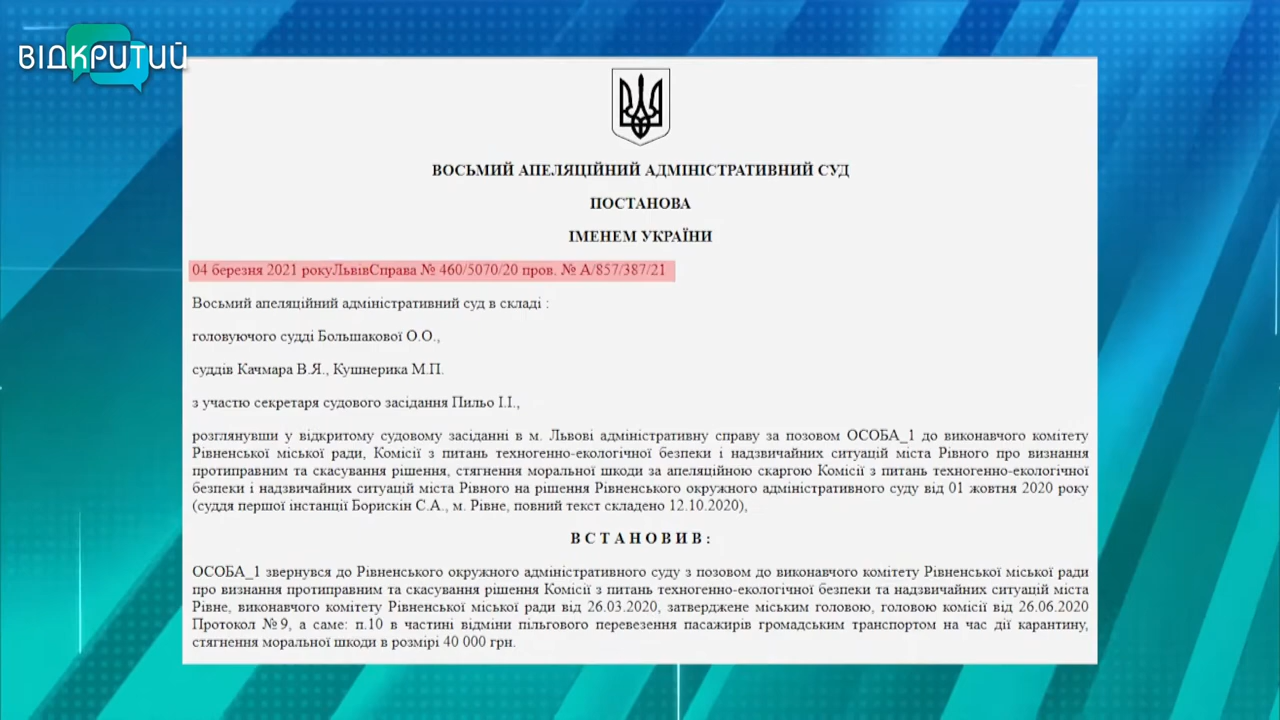 ВІДКРИТИЙ
ВОСЬМИЙ АПЕЛЯЦІЙНИЙ АДМІНІСТРАТИВНИЙ СУД
ПОСТАНОВА
ІМЕНЕМ УКРАЇНИ
04 березня 2021 рокуЛьвівСправа № 460/5070/20 пров. № А/857/387/21
Восьмий апеляційний адміністративний суд в складі :
головуючого судді Большакової О.О.,
суддів Качмара В.Я., Кушнерика М.П.
з участю секретаря судового засідання Пильо І.І.,
розглянувши у відкритому судовому засіданні в м. Львові адміністративну справу за позовом ОСОБА_1 до виконавчого комітету
Рівненської міської ради, Комісії з питань техногенно-екологічної безпеки і надзвичайних ситуацій міста Рівного про визнання
протиправним та скасування рішення, стягнення моральної шкоди за апеляційною скаргою Комісії з питань техногенно-екологічної
безпеки і надзвичайних ситуацій міста Рівного на рішення Рівненського окружного адміністративного суду від 01 жовтня 2020 року
(суддя першої інстанції Борискін С.А., м. Рівне, повний текст складено 12.10.2020),
В С Т А Н О В И В :
ОСОБА_1 звернувся до Рівненського окружного адміністративного суду з позовом до виконавчого комітету Рівненської міської ради
про визнання протиправним та скасування рішення Комісії з питань техногенно-екологічної безпеки та надзвичайних ситуацій міста
Рівне, виконавчого комітету Рівненської міської ради від 26.03.2020, затверджене міським головою, головою комісії від 26.06.2020
Протокол №9, а саме: п.10 в частині відміни пільгового перевезення пасажирів громадським транспортом на час дії карантину,
стягнення моральної шкоди в розмірі 40 000 грн.